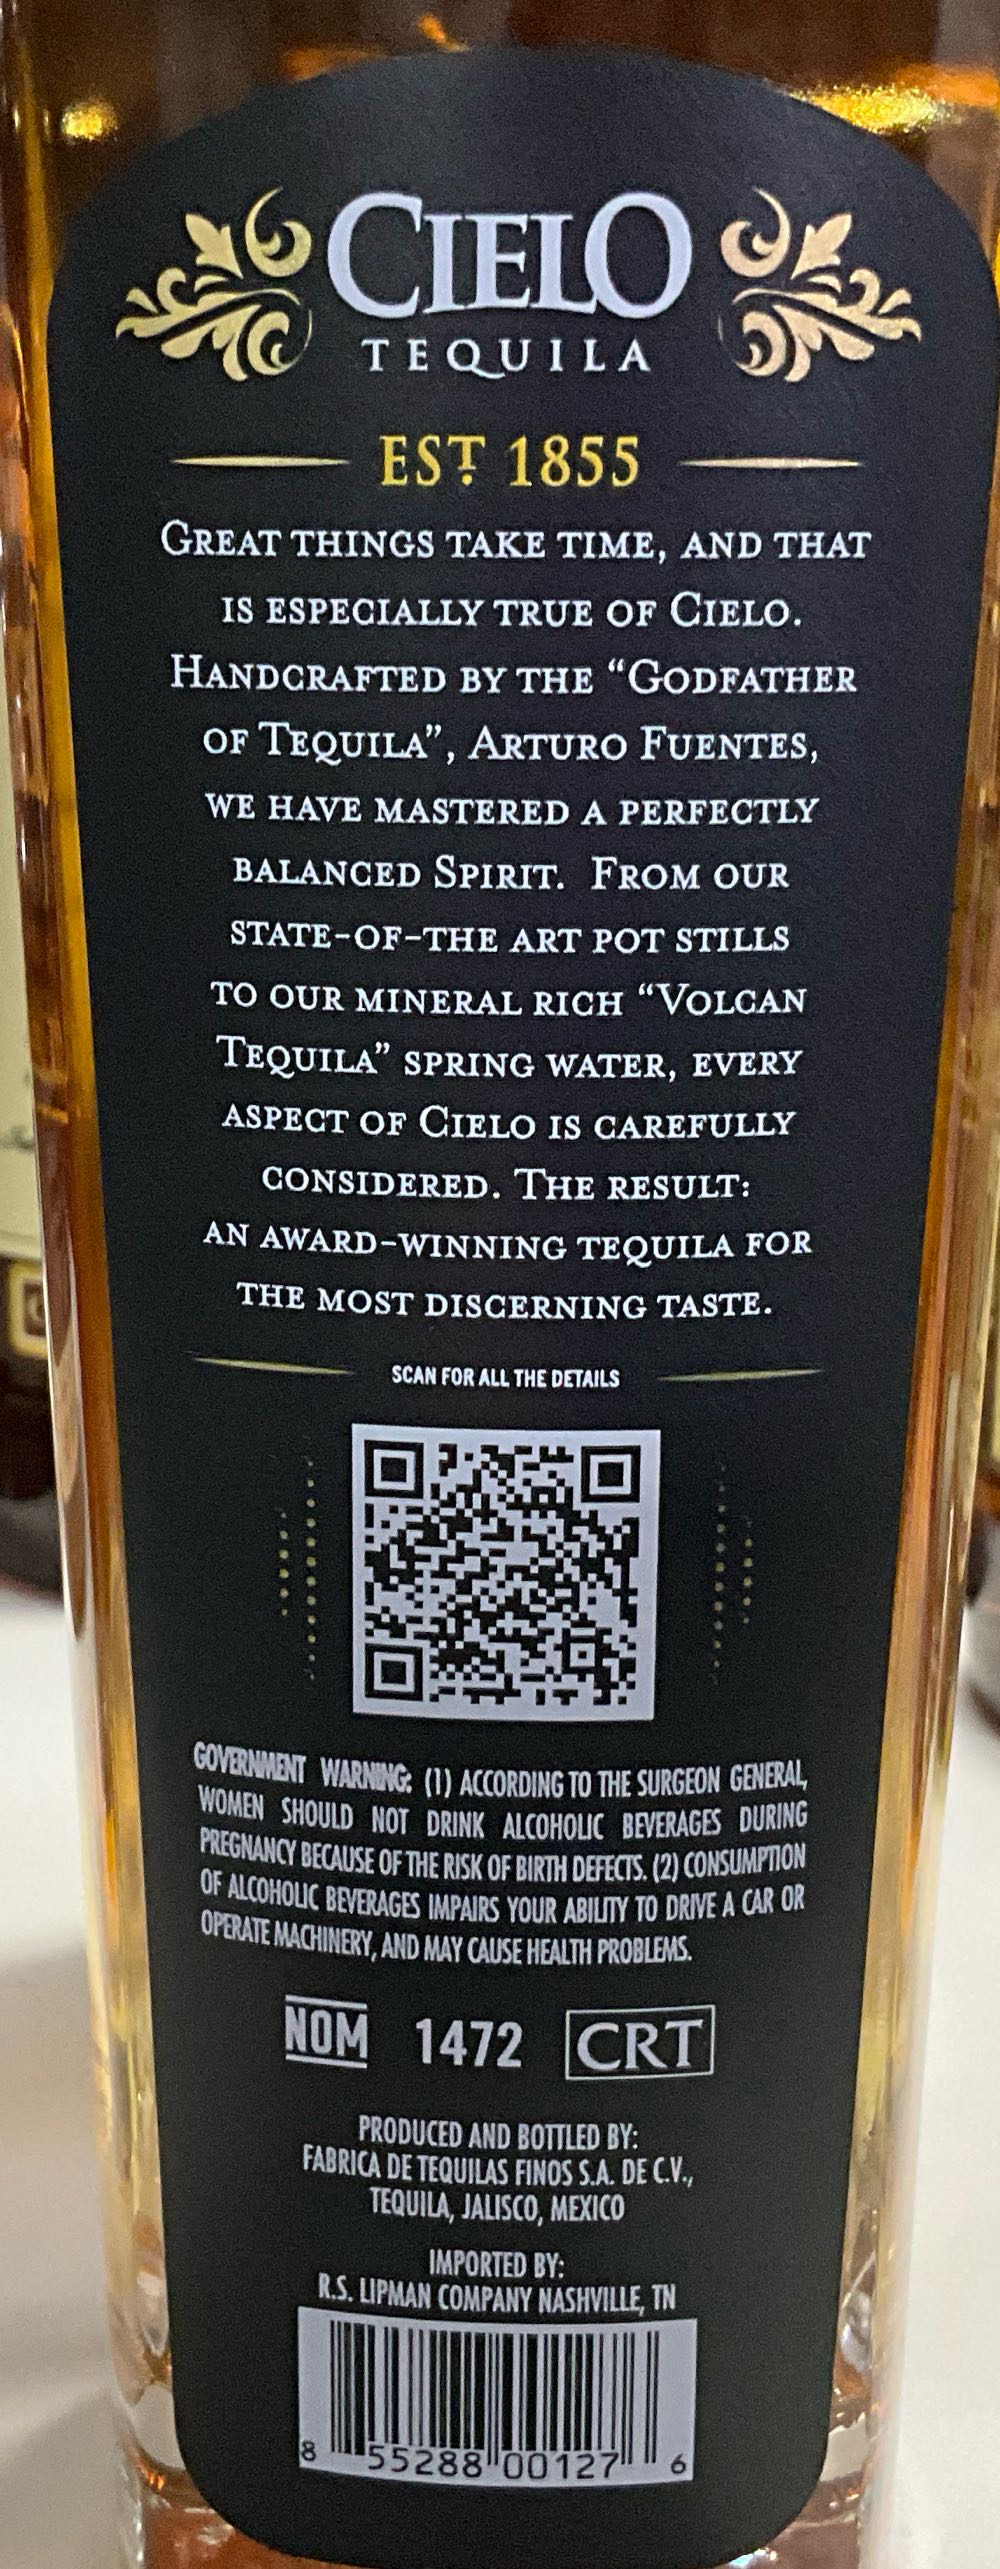 CIELO
TEQUILA
EST. 1855
GREAT THINGS TAKE TIME, AND THAT
IS ESPECIALLY TRUE OF CIELO.
HANDCRAFTED BY THE “GODFATHER
OF TEQUILA”, ARTURO FUENTES,
WE HAVE MASTERED A PERFECTLY
BALANCED SPIRIT. FROM OUR
STATE-OF-THE ART POT STILLS
TO OUR MINERAL RICH “VOLCAN
TEQUILA” SPRING WATER, EVERY
ASPECT OF CIELO IS CAREFULLY
CONSIDERED. THE RESULT:
AN AWARD-WINNING TEQUILA FOR
THE MOST DISCERNING TASTE.
SCAN FOR ALL THE DETAILS
GOVERNMENT WARNING: (1) ACCORDING TO THE SURGEON GENERAL,
WOMEN SHOULD NOT DRINK ALCOHOLIC BEVERAGES DURING
PREGNANCY BECAUSE OF THE RISK OF BIRTH DEFECTS. (2) CONSUMPTION
OF ALCOHOLIC BEVERAGES IMPAIRS YOUR ABILITY TO DRIVE A CAR OR
OPERATE MACHINERY, AND MAY CAUSE HEALTH PROBLEMS.
NOM 1472 CRT
PRODUCED AND BOTTLED BY:
FABRICA DE TEQUILAS FINOS S.A. DE C.V.,
TEQUILA, JALISCO, MEXICO
IMPORTED BY:
R.S. LIPMAN COMPANY NASHVILLE, TN
8 55288 00127 6